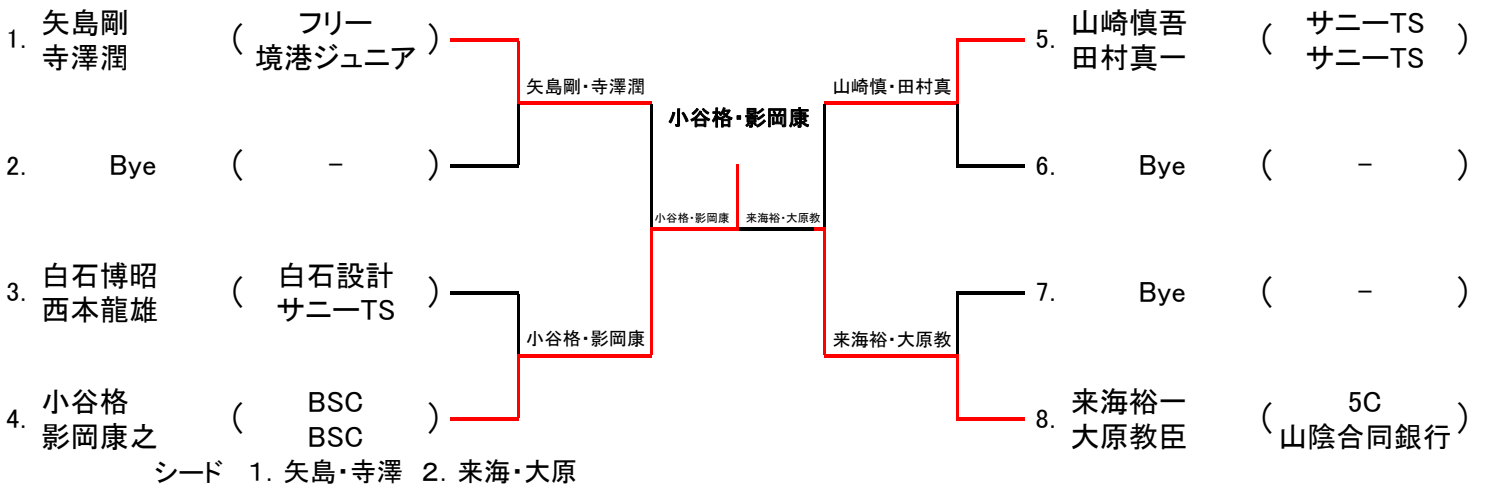 1. 矢島剛 ( フリー )
寺澤潤 境港ジュニア
2. Bye ( - )
3. 白石博昭 ( 白石設計 )
西本龍雄 サニーTS
4. 小谷格 ( BSC )
影岡康之 BSC
矢島剛・寺澤潤
小谷格・影岡康
小谷格・影岡康
小谷格・影岡康
来海裕・大原教
山崎慎・田村真
来海裕・大原教
5. 山崎慎吾 ( サニーTS )
田村真一 サニーTS
6. Bye ( - )
7. Bye ( - )
8. 来海裕一 ( 5C )
大原教臣 山陰合同銀行
シード 1. 矢島・寺澤 2. 来海・大原